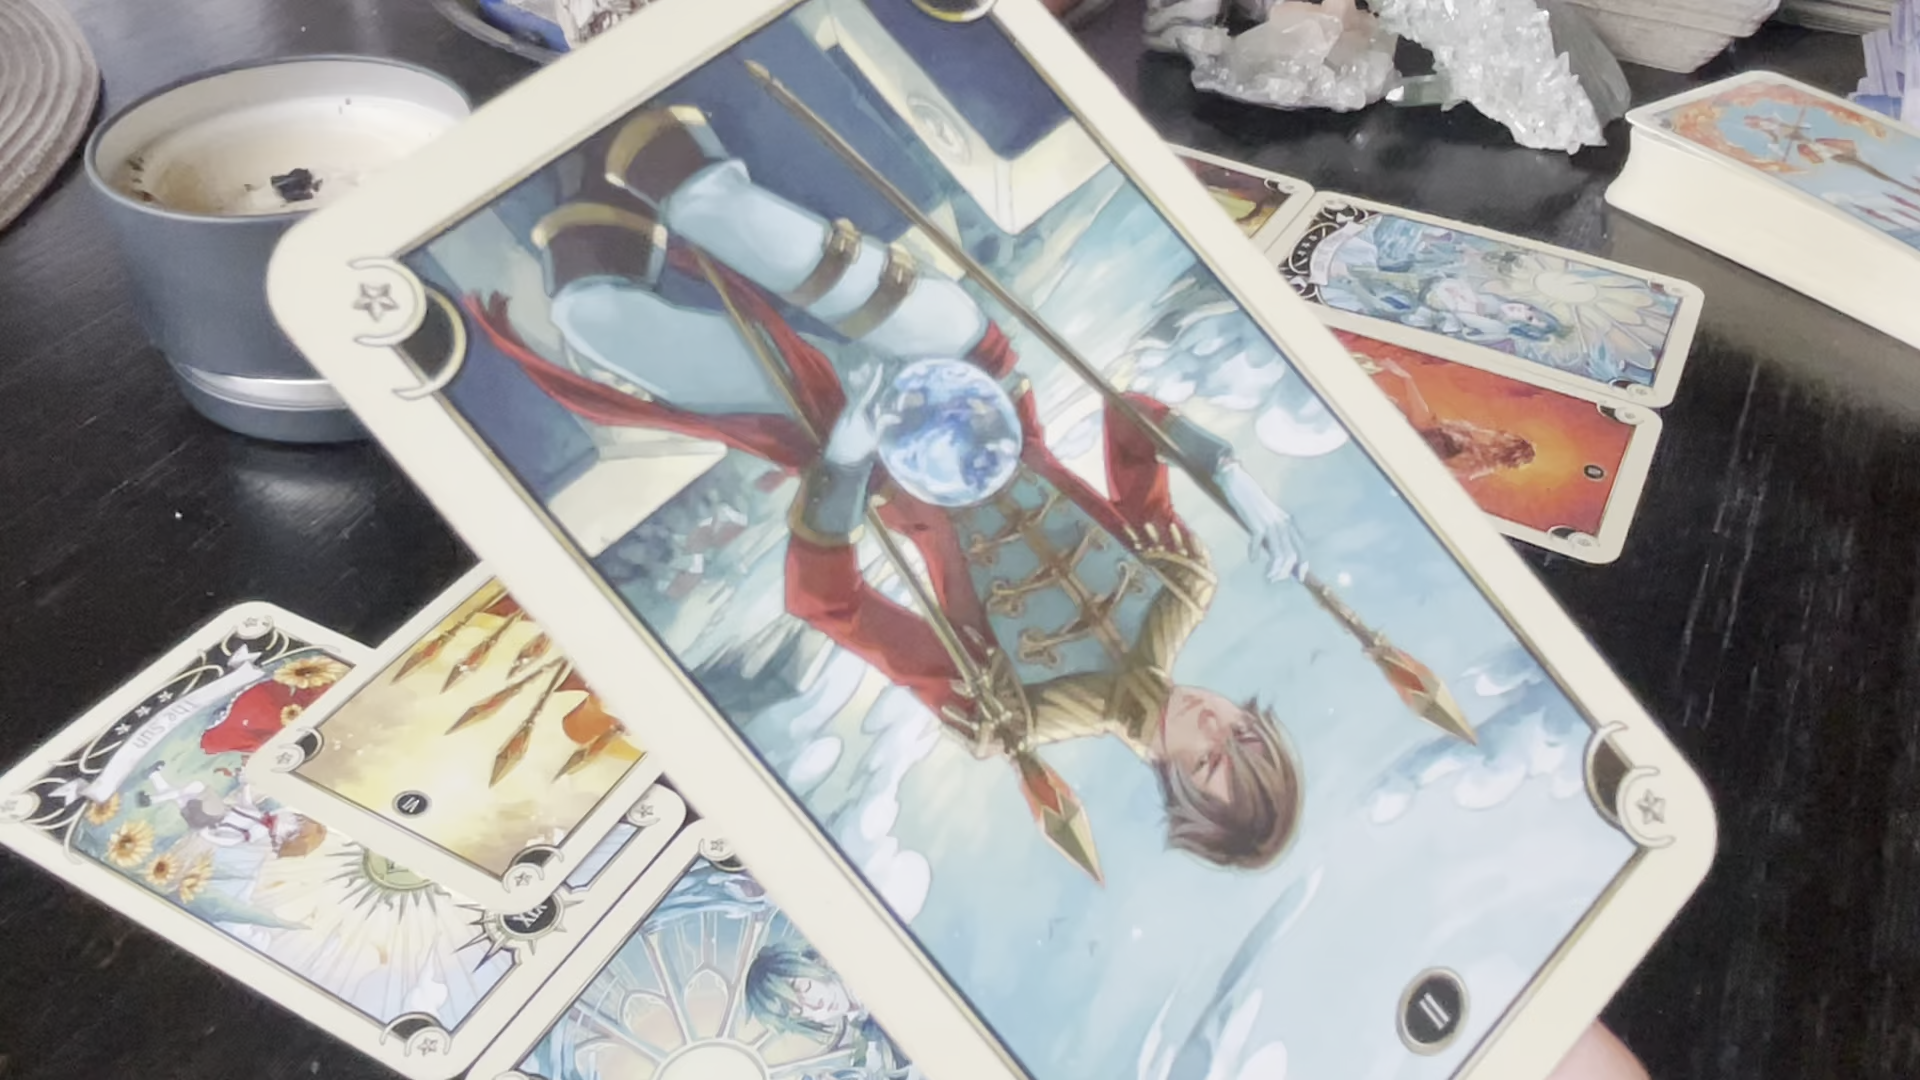 II
The Sun
VI
XIX